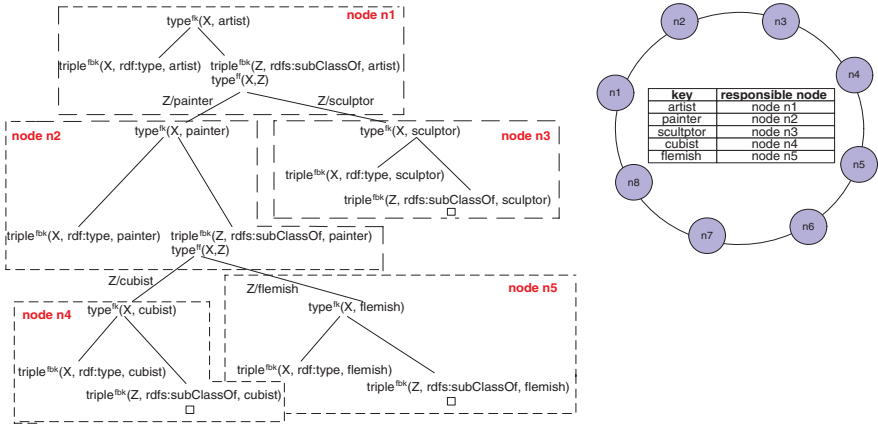 node n1
type^fk(X, artist)
triple^fbk(X, rdf:type, artist)
triple^fbk(Z, rdfs:subClassOf, artist)
type^ff(X,Z)
Z/painter
Z/sculptor
node n2
type^fk(X, painter)
triple^fbk(X, rdf:type, painter)
triple^fbk(Z, rdfs:subClassOf, painter)
type^ff(X,Z)
type^fk(X, sculptor)
node n3
triple^fbk(X, rdf:type, sculptor)
triple^fbk(Z, rdfs:subClassOf, sculptor)
Z/cubist
Z/flemish
node n4
type^fk(X, cubist)
triple^fbk(X, rdf:type, cubist)
triple^fbk(Z, rdfs:subClassOf, cubist)
node n5
type^fk(X, flemish)
triple^fbk(X, rdf:type, flemish)
triple^fbk(Z, rdfs:subClassOf, flemish)
n2
n3
n1
n4
n8
n5
n7
n6
key responsible node
artist node n1
painter node n2
scultptor node n3
cubist node n4
flemish node n5